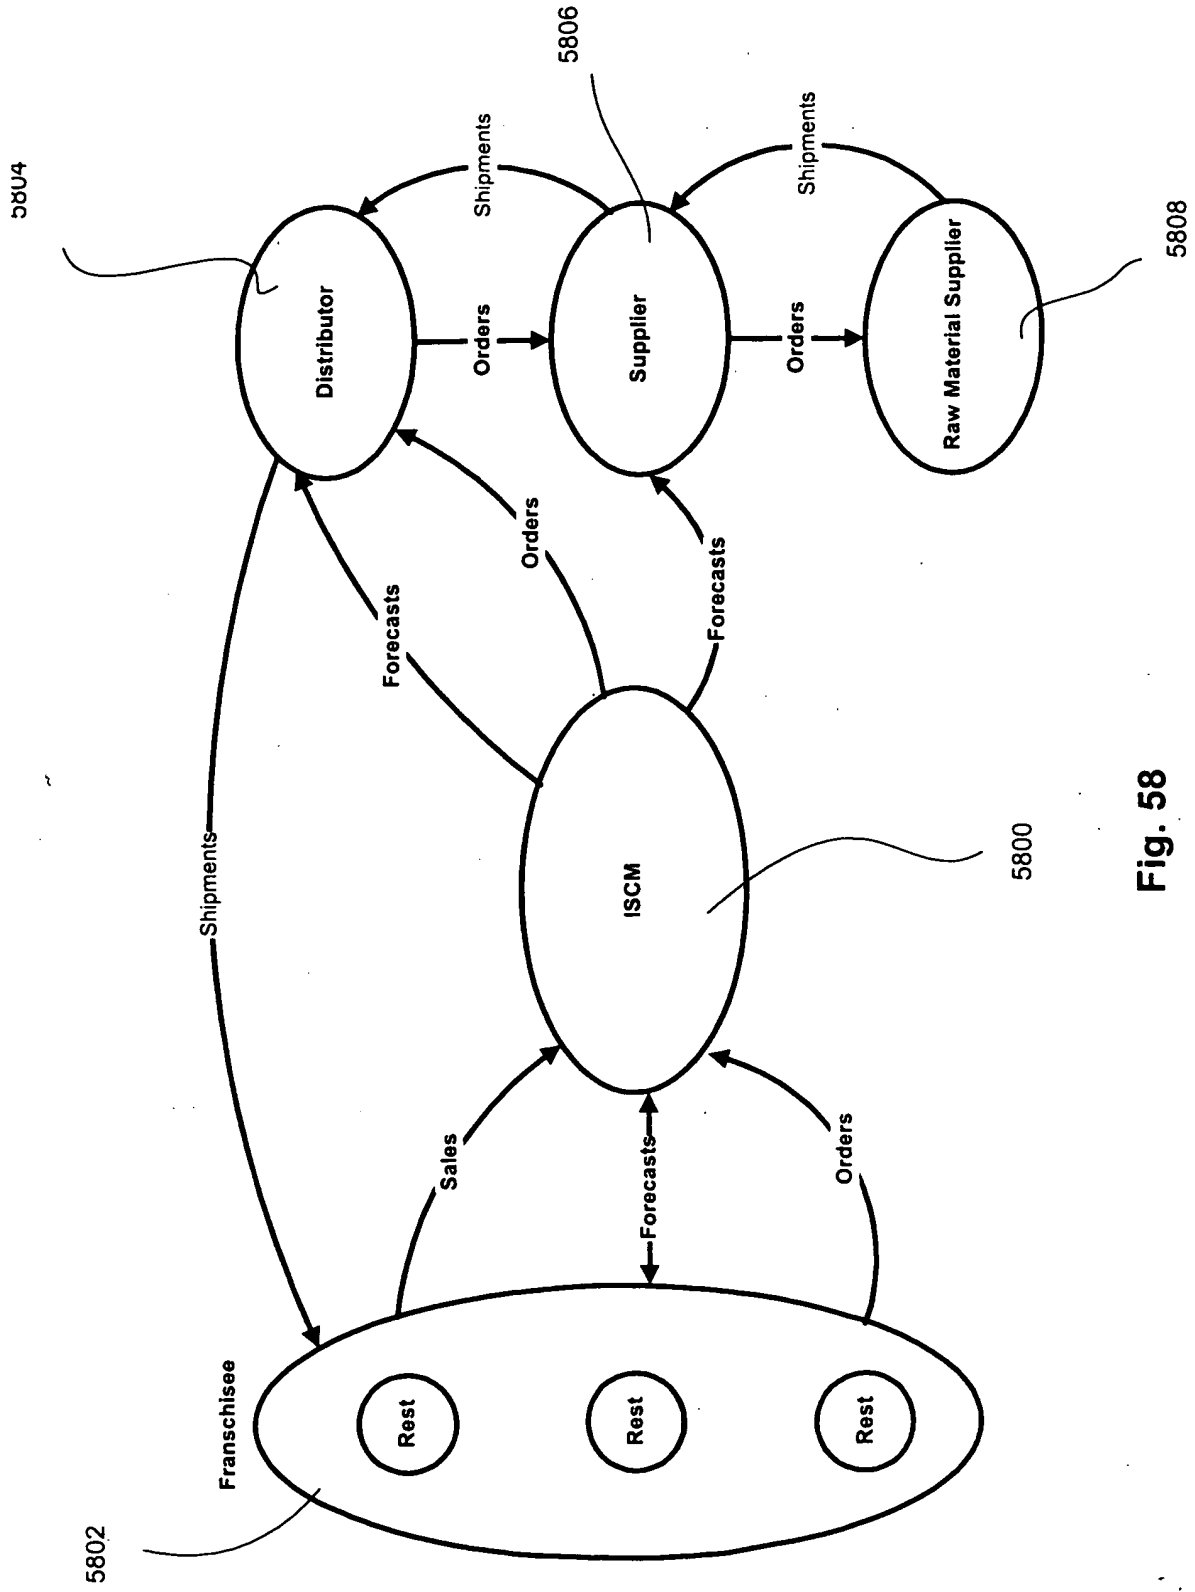 5802
Franschisee
Rest
Rest
Rest
Shipments
Sales
Forecasts
Orders
ISCM
5800
Forecasts
Orders
Forecasts
5804
Distributor
Orders
Shipments
5806
Supplier
Orders
Shipments
Raw Material Supplier
5808
Fig. 58